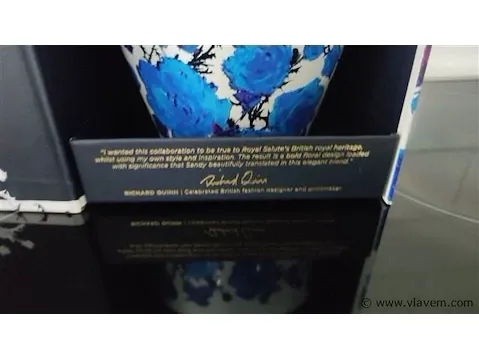 "I wanted this collaboration to be true to Royal Salute's British royal heritage,
whilst using my own style and inspiration. The result is a bold floral design loaded
with significance that Sandy beautifully translated in this elegant blend."
Richard Quinn
RICHARD QUINN | Celebrated British fashion designer and printmaker
© www.vlavem.com